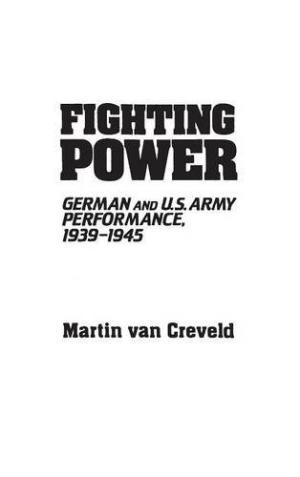 FIGHTING
POWER
GERMAN AND U.S. ARMY
PERFORMANCE,
1939–1945
Martin van Creveld